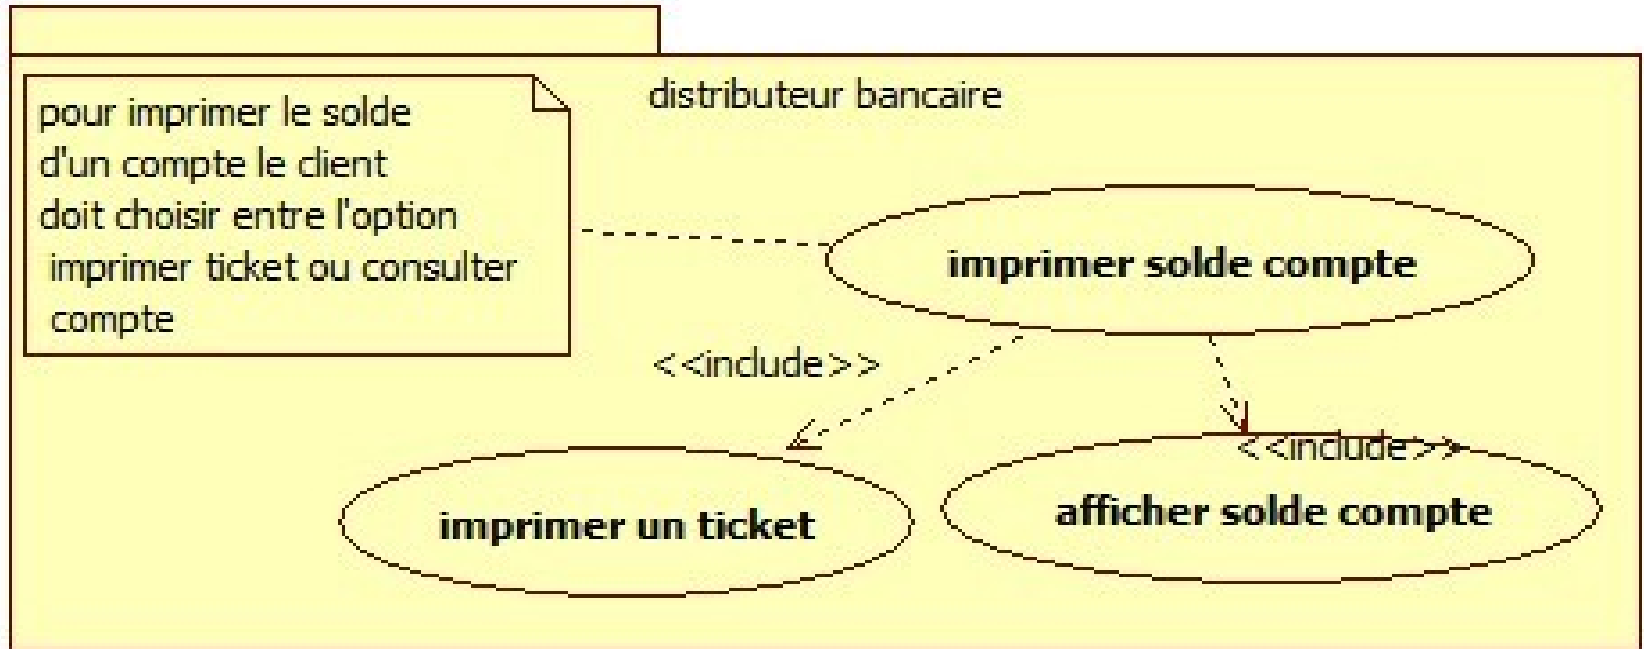 distributeur bancaire
pour imprimer le solde
d'un compte le client
doit choisir entre l'option
imprimer ticket ou consulter
compte
imprimer solde compte
<<include>>
<<include>>
imprimer un ticket
afficher solde compte